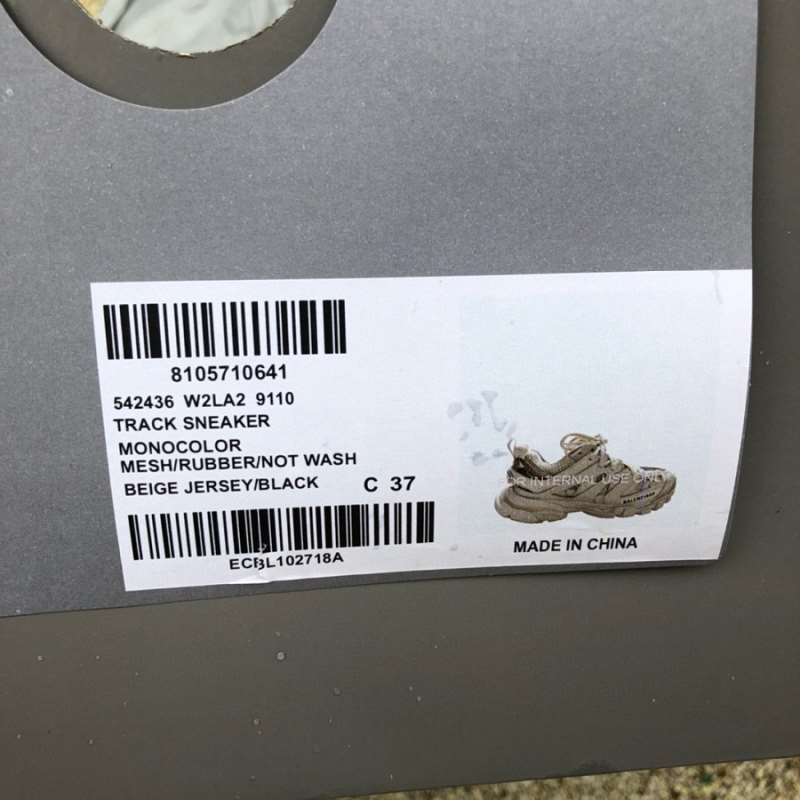 8105710641
542436 W2LA2 9110
TRACK SNEAKER
MONOCOLOR
MESH/RUBBER/NOT WASH
BEIGE JERSEY/BLACK C 37
FOR INTERNAL USE ONLY
BALENCIAGA
MADE IN CHINA